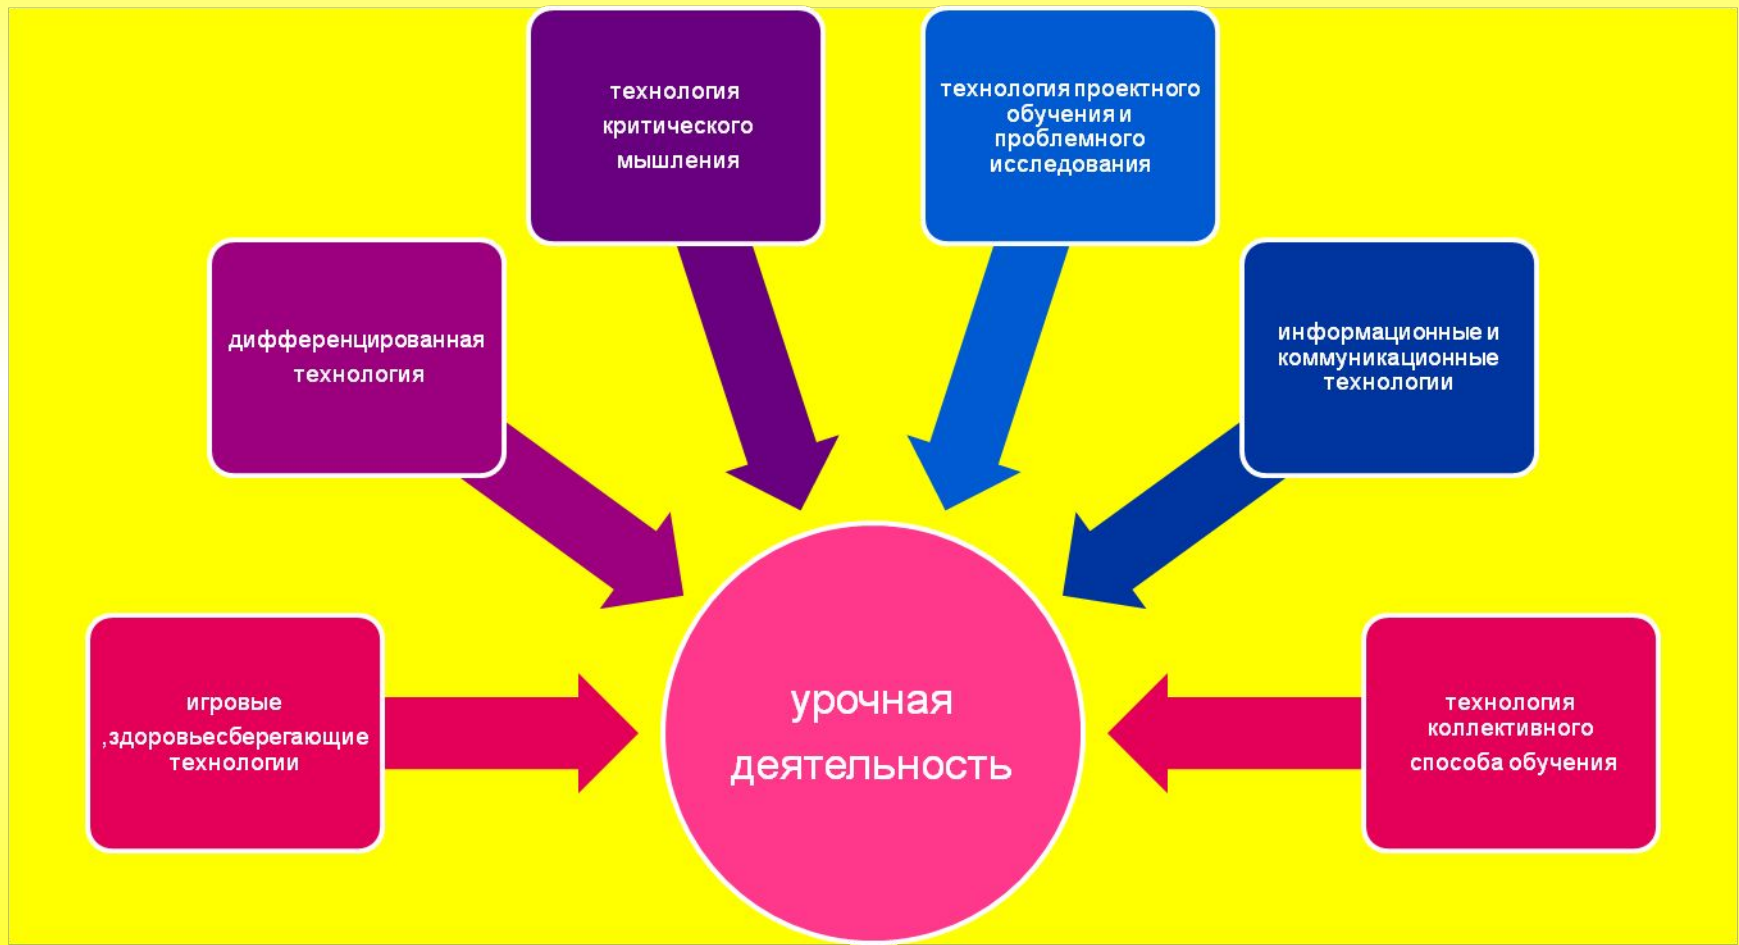 технология
критического
мышления
технология проектного
обучения и
проблемного
исследования
дифференцированная
технология
информационные и
коммуникационные
технологии
игровые
,здоровьесберегающие
технологии
урочная
деятельность
технология
коллективного
способа обучения